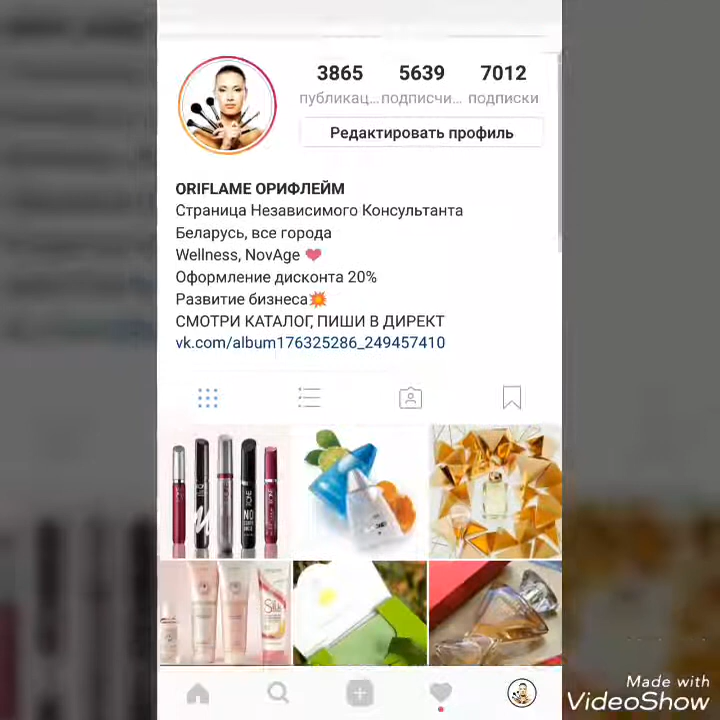 3865 5639 7012
публикац... подписчи... подписки
Редактировать профиль
ORIFLAME ОРИФЛЕЙМ
Страница Независимого Консультанта
Беларусь, все города
Wellness, NovAge ❤
Оформление дисконта 20%
Развитие бизнеса💥
СМОТРИ КАТАЛОГ, ПИШИ В ДИРЕКТ
vk.com/album176325286_249457410
Silk
Made with
VideoShow